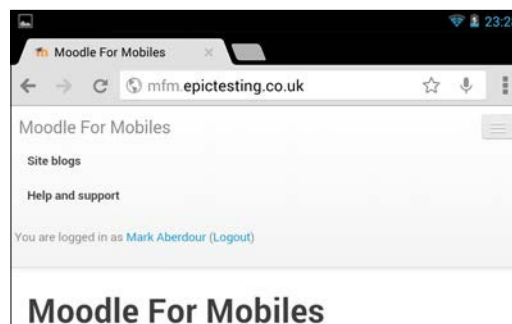 23:2
Moodle For Mobiles
mfm.epictesting.co.uk
Moodle For Mobiles
Site blogs
Help and support
You are logged in as Mark Aberdour (Logout)
Moodle For Mobiles